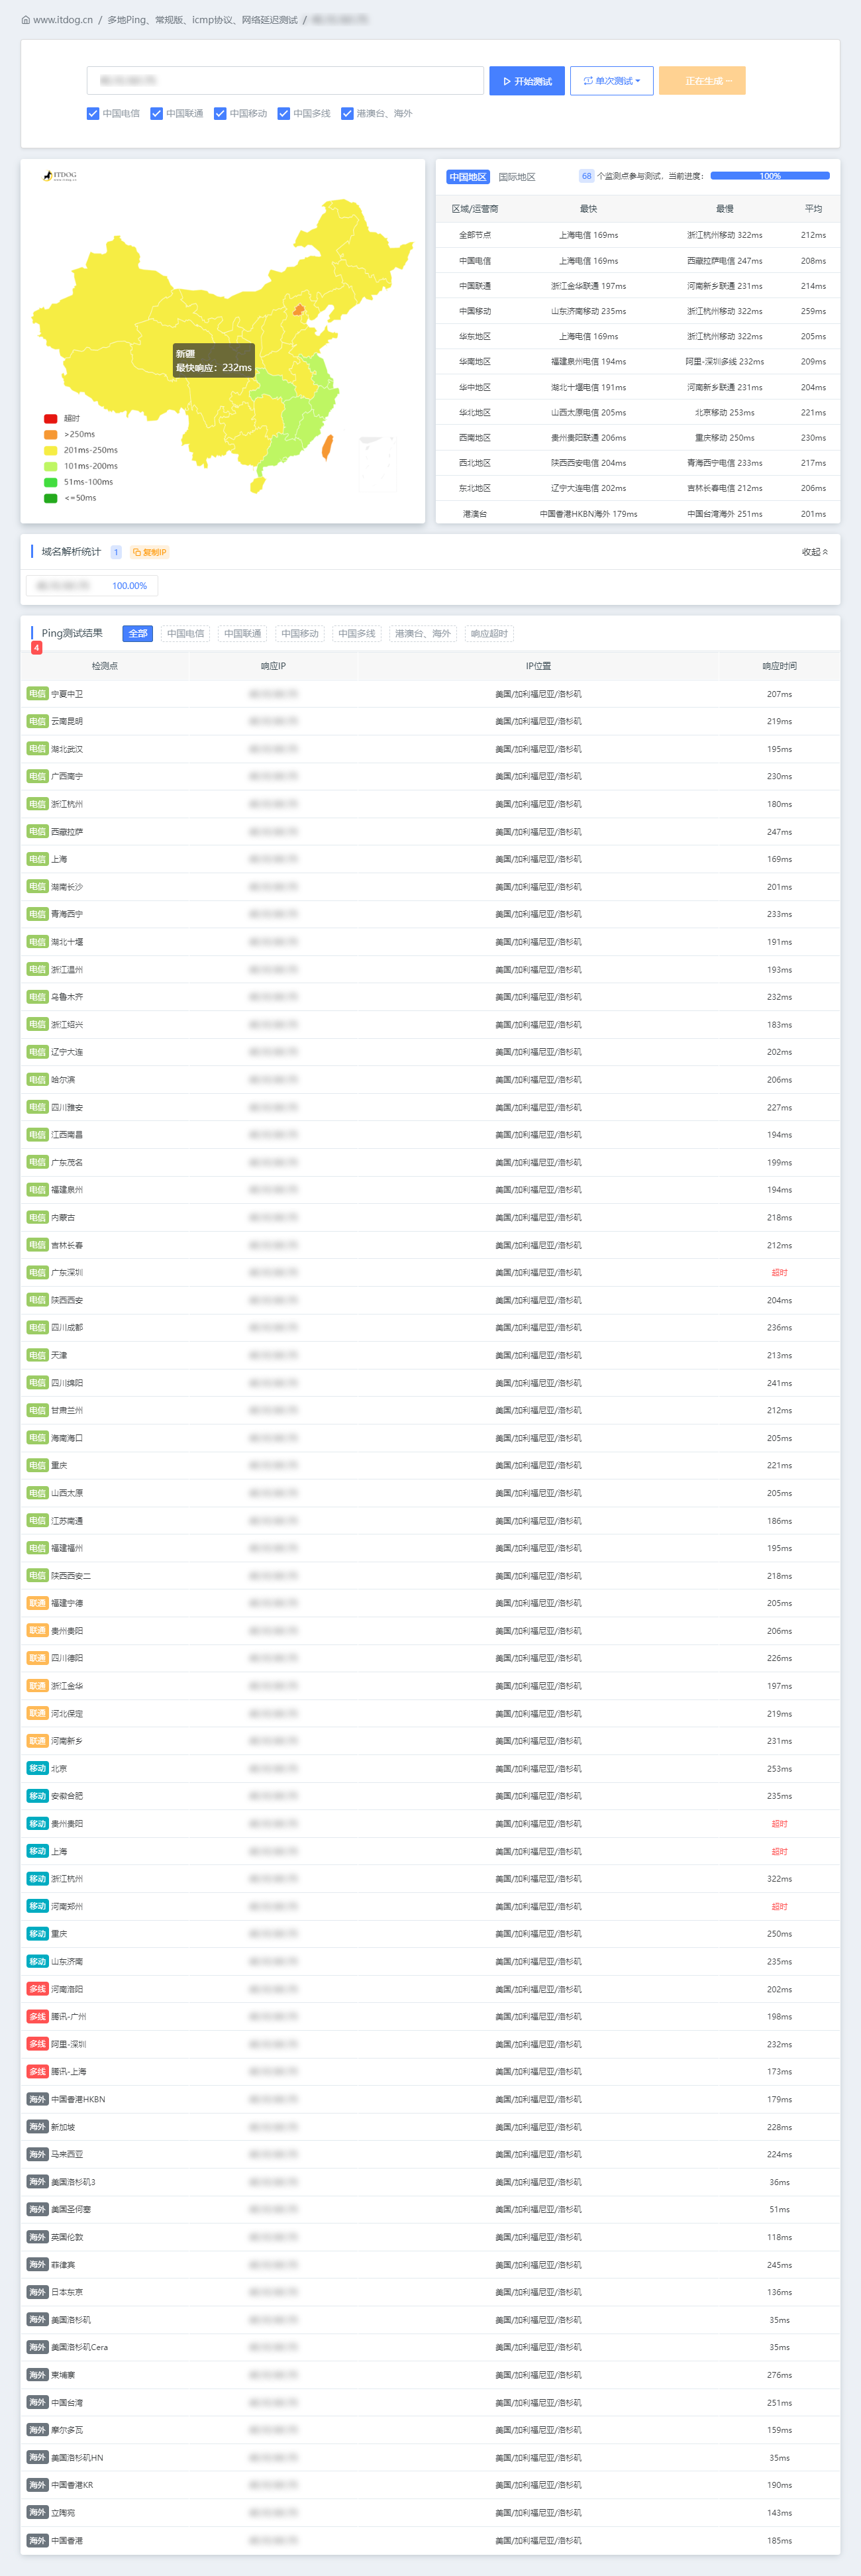 www.itdog.cn / 多地Ping、常规版、icmp协议、网络延迟测试 /
开始测试 单次测试 正在生成
中国电信 中国联通 中国移动 中国多线 港澳台、海外
ITDOG
新疆
最快响应：232ms
超时
>250ms
201ms-250ms
101ms-200ms
51ms-100ms
<=50ms
中国地区 国际地区 68 个监测点参与测试，当前进度： 100%
区域/运营商 最快 最慢 平均
全部节点 上海电信 169ms 浙江杭州移动 322ms 212ms
中国电信 上海电信 169ms 西藏拉萨电信 247ms 208ms
中国联通 浙江金华联通 197ms 河南新乡联通 231ms 214ms
中国移动 山东济南移动 235ms 浙江杭州移动 322ms 259ms
华东地区 上海电信 169ms 浙江杭州移动 322ms 205ms
华南地区 福建泉州电信 194ms 阿里-深圳多线 232ms 209ms
华中地区 湖北十堰电信 191ms 河南新乡联通 231ms 204ms
华北地区 山西太原电信 205ms 北京移动 253ms 221ms
西南地区 贵州贵阳联通 206ms 重庆移动 250ms 230ms
西北地区 陕西西安电信 204ms 青海西宁电信 233ms 217ms
东北地区 辽宁大连电信 202ms 吉林长春电信 212ms 206ms
港澳台 中国香港HKBN海外 179ms 中国台湾海外 251ms 201ms
域名解析统计 1 复制IP 收起
100.00%
Ping测试结果 全部 中国电信 中国联通 中国移动 中国多线 港澳台、海外 响应超时
4
检测点 响应IP IP位置 响应时间
电信 宁夏中卫 美国/加利福尼亚/洛杉矶 207ms
电信 云南昆明 美国/加利福尼亚/洛杉矶 219ms
电信 湖北武汉 美国/加利福尼亚/洛杉矶 195ms
电信 广西南宁 美国/加利福尼亚/洛杉矶 230ms
电信 浙江杭州 美国/加利福尼亚/洛杉矶 180ms
电信 西藏拉萨 美国/加利福尼亚/洛杉矶 247ms
电信 上海 美国/加利福尼亚/洛杉矶 169ms
电信 湖南长沙 美国/加利福尼亚/洛杉矶 201ms
电信 青海西宁 美国/加利福尼亚/洛杉矶 233ms
电信 湖北十堰 美国/加利福尼亚/洛杉矶 191ms
电信 浙江温州 美国/加利福尼亚/洛杉矶 193ms
电信 乌鲁木齐 美国/加利福尼亚/洛杉矶 232ms
电信 浙江绍兴 美国/加利福尼亚/洛杉矶 183ms
电信 辽宁大连 美国/加利福尼亚/洛杉矶 202ms
电信 哈尔滨 美国/加利福尼亚/洛杉矶 206ms
电信 四川雅安 美国/加利福尼亚/洛杉矶 227ms
电信 江西南昌 美国/加利福尼亚/洛杉矶 194ms
电信 广东茂名 美国/加利福尼亚/洛杉矶 199ms
电信 福建泉州 美国/加利福尼亚/洛杉矶 194ms
电信 内蒙古 美国/加利福尼亚/洛杉矶 218ms
电信 吉林长春 美国/加利福尼亚/洛杉矶 212ms
电信 广东深圳 美国/加利福尼亚/洛杉矶 超时
电信 陕西西安 美国/加利福尼亚/洛杉矶 204ms
电信 四川成都 美国/加利福尼亚/洛杉矶 236ms
电信 天津 美国/加利福尼亚/洛杉矶 213ms
电信 四川绵阳 美国/加利福尼亚/洛杉矶 241ms
电信 甘肃兰州 美国/加利福尼亚/洛杉矶 212ms
电信 海南海口 美国/加利福尼亚/洛杉矶 205ms
电信 重庆 美国/加利福尼亚/洛杉矶 221ms
电信 山西太原 美国/加利福尼亚/洛杉矶 205ms
电信 江苏南通 美国/加利福尼亚/洛杉矶 186ms
电信 福建福州 美国/加利福尼亚/洛杉矶 195ms
电信 陕西西安二 美国/加利福尼亚/洛杉矶 218ms
联通 福建宁德 美国/加利福尼亚/洛杉矶 205ms
联通 贵州贵阳 美国/加利福尼亚/洛杉矶 206ms
联通 四川德阳 美国/加利福尼亚/洛杉矶 226ms
联通 浙江金华 美国/加利福尼亚/洛杉矶 197ms
联通 河北保定 美国/加利福尼亚/洛杉矶 219ms
联通 河南新乡 美国/加利福尼亚/洛杉矶 231ms
移动 北京 美国/加利福尼亚/洛杉矶 253ms
移动 安徽合肥 美国/加利福尼亚/洛杉矶 235ms
移动 贵州贵阳 美国/加利福尼亚/洛杉矶 超时
移动 上海 美国/加利福尼亚/洛杉矶 超时
移动 浙江杭州 美国/加利福尼亚/洛杉矶 322ms
移动 河南郑州 美国/加利福尼亚/洛杉矶 超时
移动 重庆 美国/加利福尼亚/洛杉矶 250ms
移动 山东济南 美国/加利福尼亚/洛杉矶 235ms
多线 河南洛阳 美国/加利福尼亚/洛杉矶 202ms
多线 腾讯-广州 美国/加利福尼亚/洛杉矶 198ms
多线 阿里-深圳 美国/加利福尼亚/洛杉矶 232ms
多线 腾讯-上海 美国/加利福尼亚/洛杉矶 173ms
海外 中国香港HKBN 美国/加利福尼亚/洛杉矶 179ms
海外 新加坡 美国/加利福尼亚/洛杉矶 228ms
海外 马来西亚 美国/加利福尼亚/洛杉矶 224ms
海外 美国洛杉矶3 美国/加利福尼亚/洛杉矶 36ms
海外 美国圣何塞 美国/加利福尼亚/洛杉矶 51ms
海外 英国伦敦 美国/加利福尼亚/洛杉矶 118ms
海外 菲律宾 美国/加利福尼亚/洛杉矶 245ms
海外 日本东京 美国/加利福尼亚/洛杉矶 136ms
海外 美国洛杉矶 美国/加利福尼亚/洛杉矶 35ms
海外 美国洛杉矶Cera 美国/加利福尼亚/洛杉矶 35ms
海外 柬埔寨 美国/加利福尼亚/洛杉矶 276ms
海外 中国台湾 美国/加利福尼亚/洛杉矶 251ms
海外 摩尔多瓦 美国/加利福尼亚/洛杉矶 159ms
海外 美国洛杉矶HN 美国/加利福尼亚/洛杉矶 35ms
海外 中国香港KR 美国/加利福尼亚/洛杉矶 190ms
海外 立陶宛 美国/加利福尼亚/洛杉矶 143ms
海外 中国香港 美国/加利福尼亚/洛杉矶 185ms